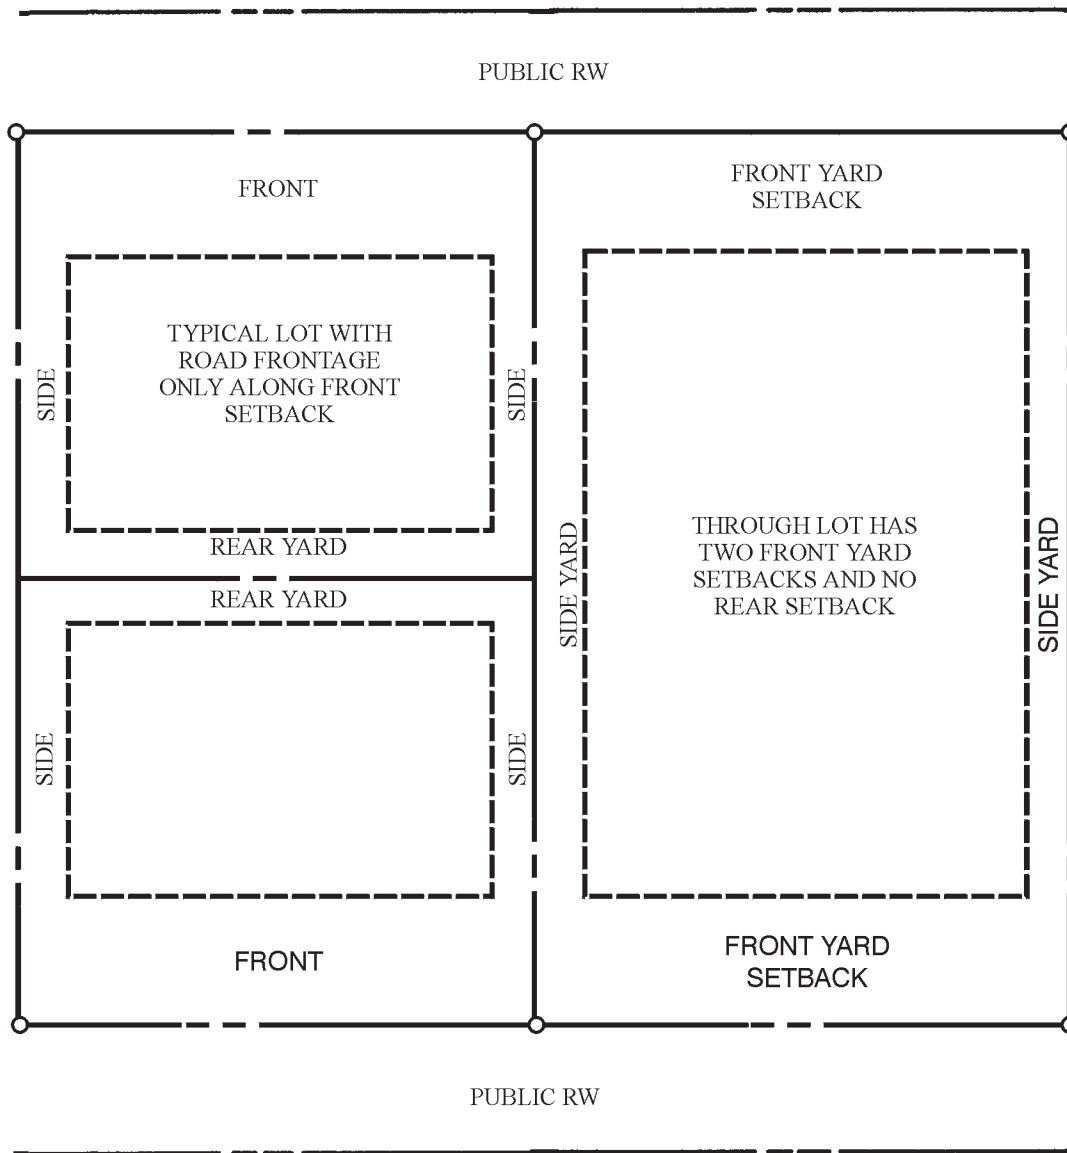 PUBLIC RW
FRONT
FRONT YARD
SETBACK
TYPICAL LOT WITH
ROAD FRONTAGE
ONLY ALONG FRONT
SETBACK
SIDE
SIDE
REAR YARD
REAR YARD
SIDE YARD
THROUGH LOT HAS
TWO FRONT YARD
SETBACKS AND NO
REAR SETBACK
SIDE YARD
SIDE
SIDE
FRONT
FRONT YARD
SETBACK
PUBLIC RW